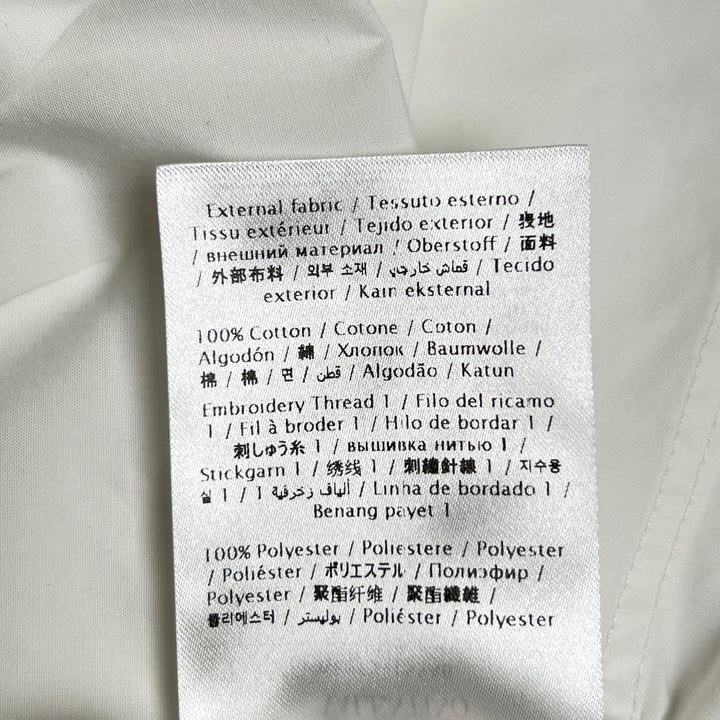 External fabric / Tessuto esterno /
Tissu extérieur / Tejido exterior / 表地
/ внешний материал / Oberstoff / 面料
/ 外部布料 / 외부 소재 / قماش خارجي / Tecido
exterior / Kain eksternal
100% Cotton / Cotone / Coton /
Algodón / 綿 / Хлопок / Baumwolle /
棉 / 棉 / 면 / قطن / Algodão / Katun
Embroidery Thread 1 / Filo del ricamo
1 / Fil à broder 1 / Hilo de bordar 1 /
刺しゅう糸 1 / вышивка нитью 1 /
Stickgarn 1 / 绣线 1 / 刺繡針線 1 / 지수용
실 1 / ألياف زخرفية 1 / Linha de bordado 1 /
Benang payet 1
100% Polyester / Poliestere / Polyester
/ Poliéster / ポリエステル / Полиэфир /
Polyester / 聚酯纤维 / 聚酯纖維 /
폴리에스터 / بوليستر / Poliéster / Polyester